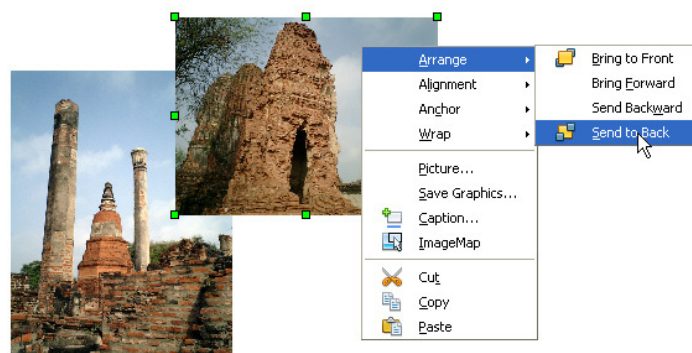 Arrange
Alignment
Anchor
Wrap
Picture...
Save Graphics...
Caption...
ImageMap
Cut
Copy
Paste
Bring to Front
Bring Forward
Send Backward
Send to Back